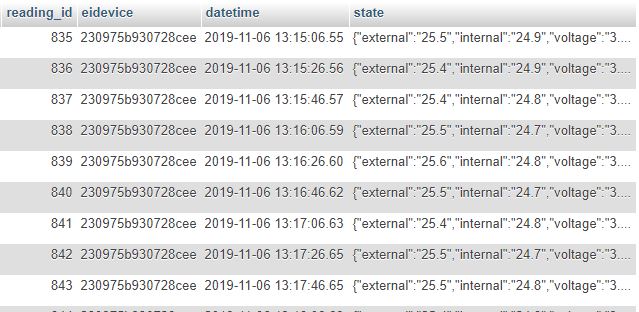 reading_id eidevice datetime state
835 230975b930728cee 2019-11-06 13:15:06.55 {"external":"25.5","internal":"24.9","voltage":"3....
836 230975b930728cee 2019-11-06 13:15:26.56 {"external":"25.4","internal":"24.9","voltage":"3....
837 230975b930728cee 2019-11-06 13:15:46.57 {"external":"25.4","internal":"24.8","voltage":"3....
838 230975b930728cee 2019-11-06 13:16:06.59 {"external":"25.5","internal":"24.7","voltage":"3....
839 230975b930728cee 2019-11-06 13:16:26.60 {"external":"25.6","internal":"24.8","voltage":"3....
840 230975b930728cee 2019-11-06 13:16:46.62 {"external":"25.5","internal":"24.7","voltage":"3....
841 230975b930728cee 2019-11-06 13:17:06.63 {"external":"25.4","internal":"24.8","voltage":"3....
842 230975b930728cee 2019-11-06 13:17:26.65 {"external":"25.5","internal":"24.7","voltage":"3....
843 230975b930728cee 2019-11-06 13:17:46.65 {"external":"25.5","internal":"24.8","voltage":"3....